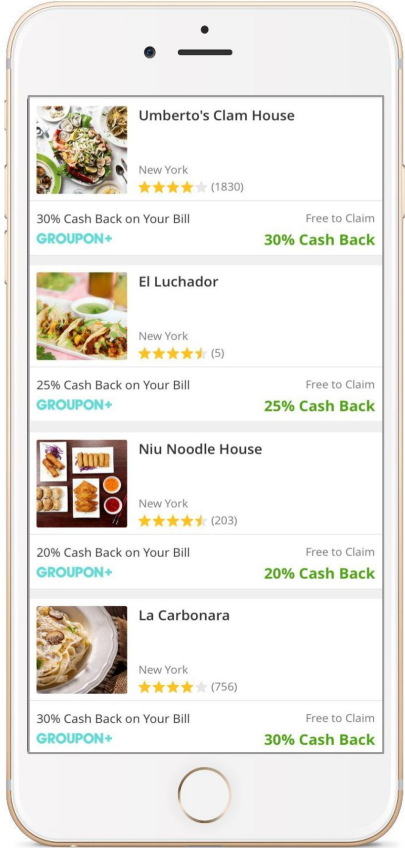 Umberto's Clam House
New York
(1830)
30% Cash Back on Your Bill
Free to Claim
GROUPON+
30% Cash Back
El Luchador
New York
(5)
25% Cash Back on Your Bill
Free to Claim
GROUPON+
25% Cash Back
Niu Noodle House
New York
(203)
20% Cash Back on Your Bill
Free to Claim
GROUPON+
20% Cash Back
La Carbonara
New York
(756)
30% Cash Back on Your Bill
Free to Claim
GROUPON+
30% Cash Back